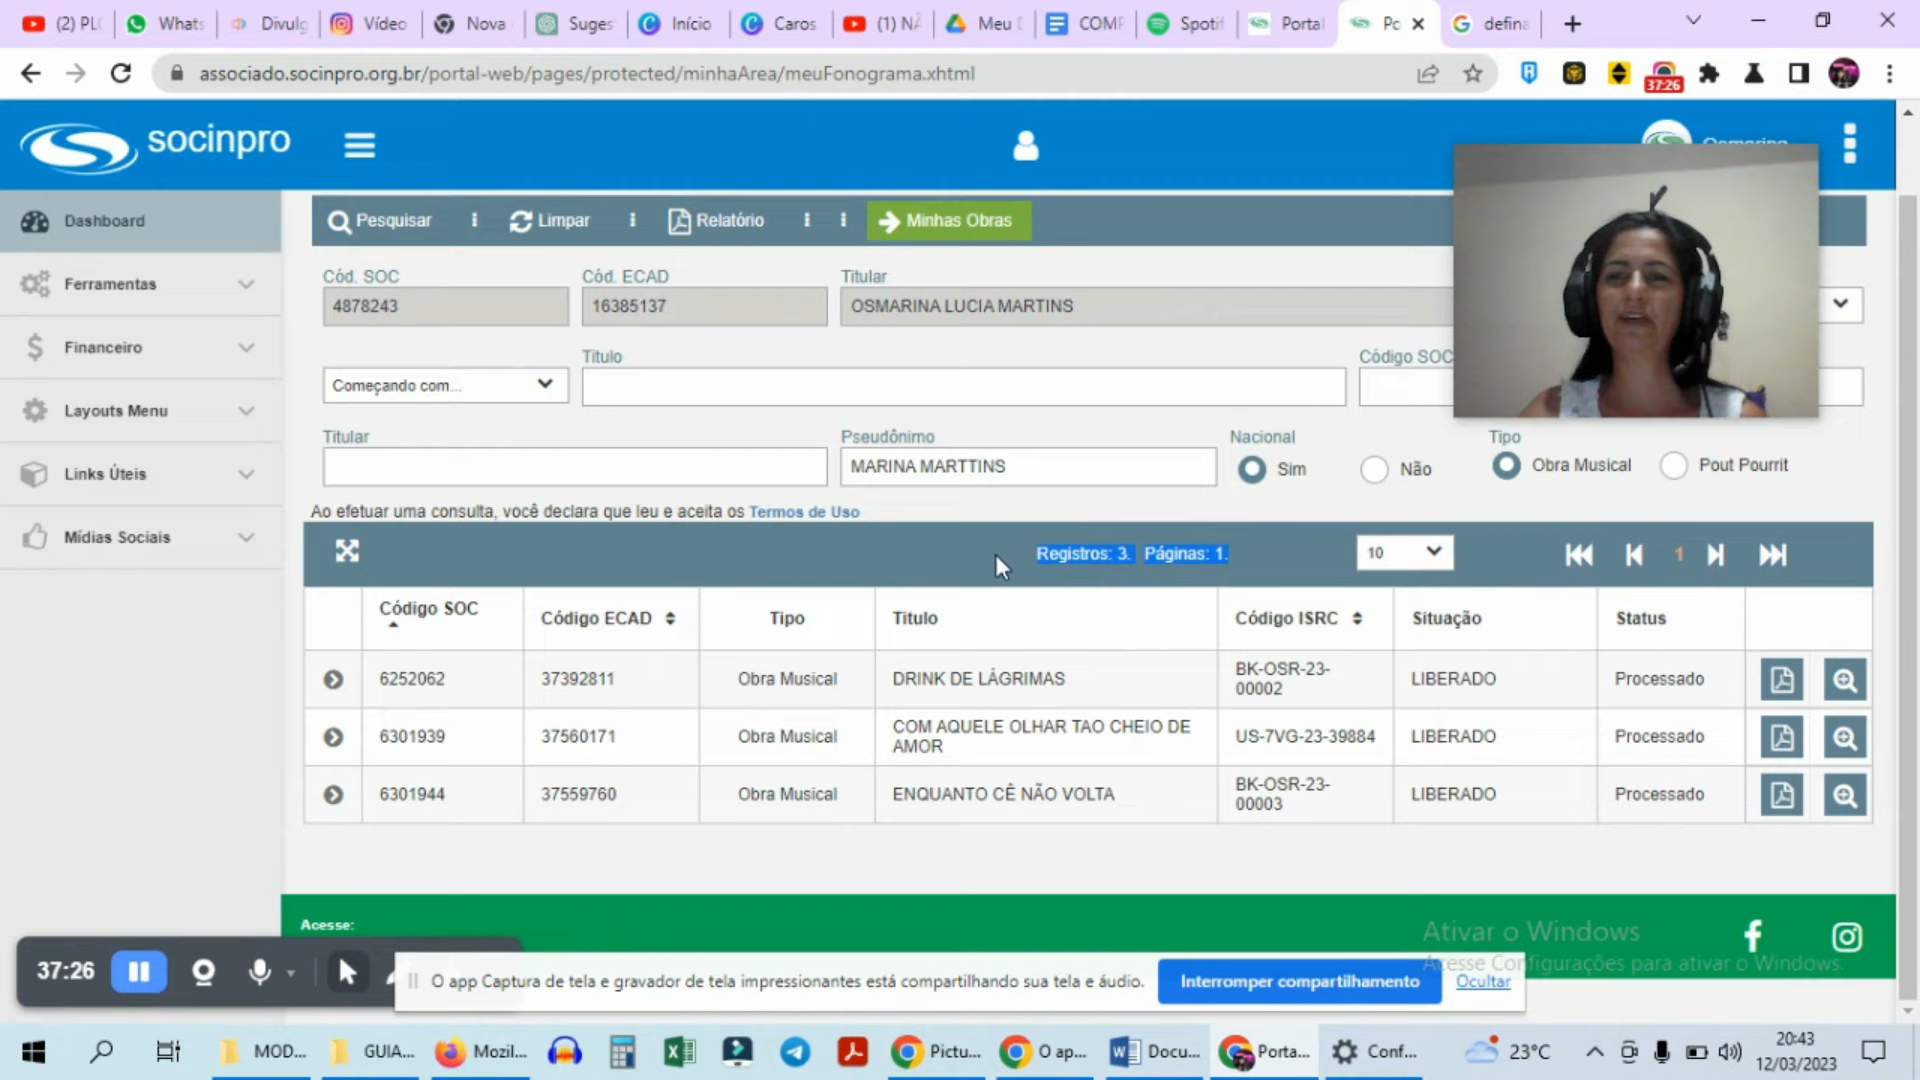 (2) PLC
Whats
Divulg
Vídeo
Nova
Suges
Início
Caros
(1) NÃ
Meu
COMP
Spotif
Portal
Po
defina
associado.socinpro.org.br/portal-web/pages/protected/minhaArea/meuFonograma.xhtml
37:26
socinpro
Dashboard
Ferramentas
Financeiro
Layouts Menu
Links Úteis
Mídias Sociais
Pesquisar
Limpar
Relatório
Minhas Obras
Cód. SOC
Cód. ECAD
Titular
4878243
16385137
OSMARINA LUCIA MARTINS
Titulo
Código SOC
Começando com...
Titular
Pseudônimo
Nacional
Tipo
MARINA MARTTINS
Sim
Não
Obra Musical
Pout Pourrit
Ao efetuar uma consulta, você declara que leu e aceita os Termos de Uso
Registros: 3. Páginas: 1.
10
1
Código SOC
Código ECAD
Tipo
Titulo
Código ISRC
Situação
Status
6252062
37392811
Obra Musical
DRINK DE LÁGRIMAS
BK-OSR-23-
00002
LIBERADO
Processado
6301939
37560171
Obra Musical
COM AQUELE OLHAR TAO CHEIO DE
AMOR
US-7VG-23-39884
LIBERADO
Processado
6301944
37559760
Obra Musical
ENQUANTO CÊ NÃO VOLTA
BK-OSR-23-
00003
LIBERADO
Processado
Acesse:
Ativar o Windows
Acesse Configurações para ativar o Windows.
37:26
O app Captura de tela e gravador de tela impressionantes está compartilhando sua tela e áudio.
Interromper compartilhamento
Ocultar
MOD...
GUIA...
Mozil...
Pictu...
O ap...
Docu...
Porta...
Conf...
23°C
20:43
12/03/2023